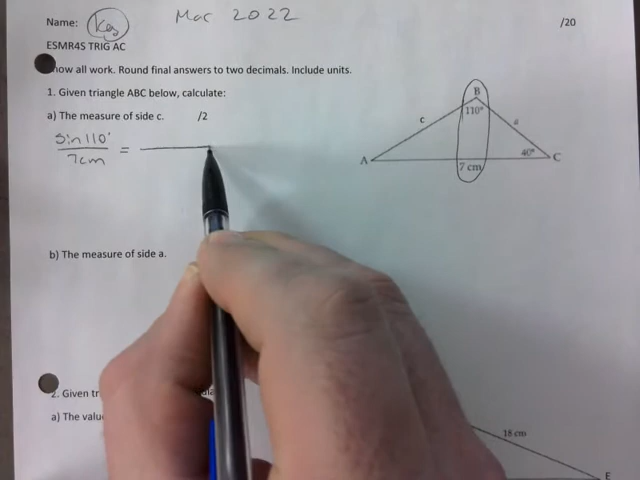 Name: Key Mac 2022 /20
ESMR4S TRIG AC
how all work. Round final answers to two decimals. Include units.
1. Given triangle ABC below, calculate:
a) The measure of side c. /2
sin 110°
7cm
=
B
110°
c
a
A
40°
C
7 cm
b) The measure of side a.
2. Given tr
a) The valu
18 cm
E